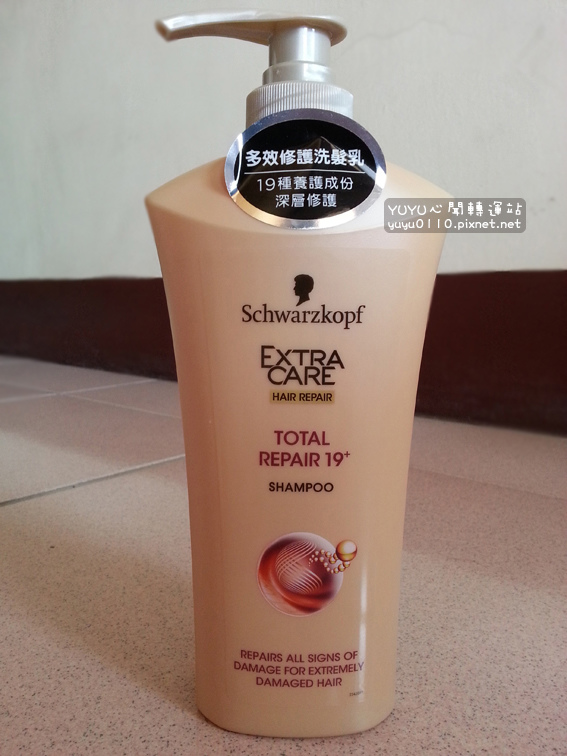 多效修護洗髮乳
19種養護成份
深層修護
YUYU心聞轉運站
yuyu0110.pixnet.net
Schwarzkopf
EXTRA
CARE
HAIR REPAIR
TOTAL
REPAIR 19+
SHAMPOO
REPAIRS ALL SIGNS OF
DAMAGE FOR EXTREMELY
DAMAGED HAIR